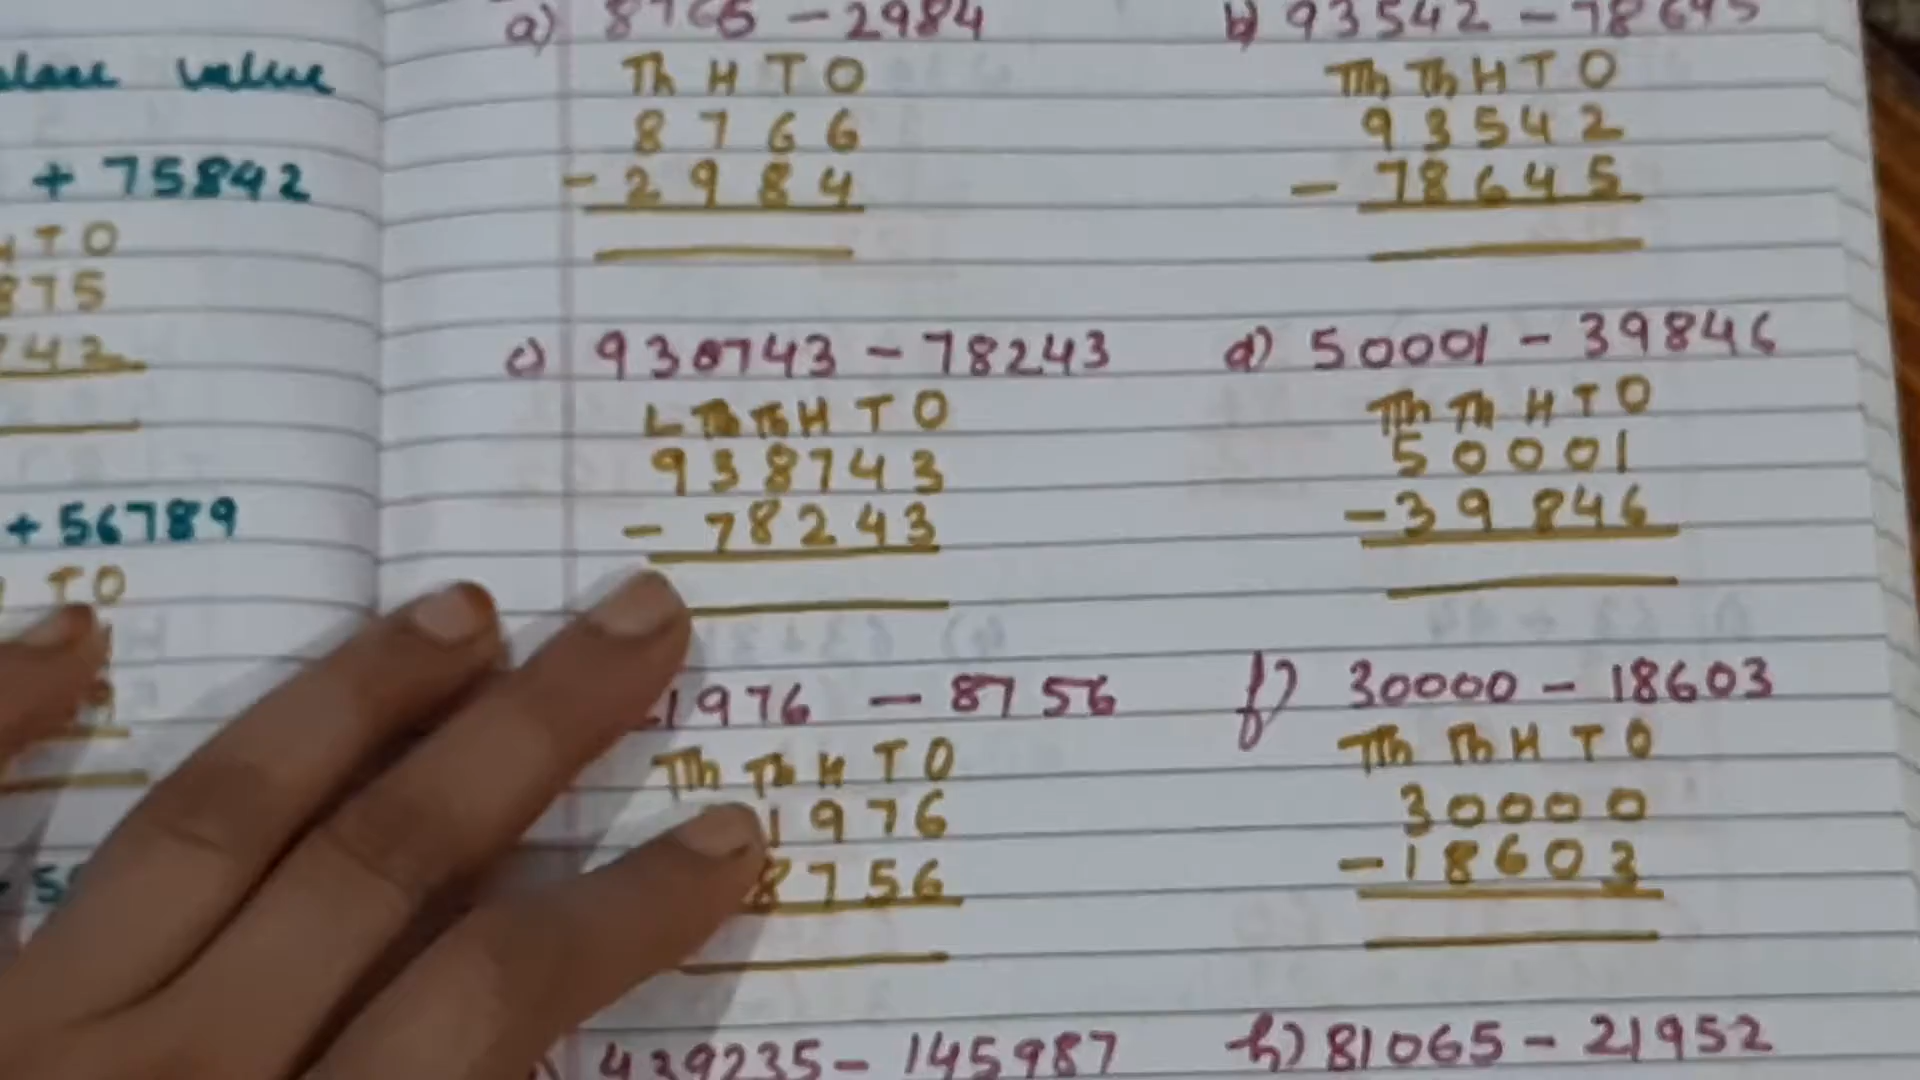 value
+ 75842
T O
875
42
+ 56789
T O
a) 8766 - 2984
Th H T O
8 7 6 6
- 2 9 8 4
b) 93542 - 78645
TTh Th H T O
9 3 5 4 2
- 7 8 6 4 5
c) 938743 - 78243
L TTh Th H T O
9 3 8 7 4 3
- 7 8 2 4 3
d) 50001 - 39846
TTh Th H T O
5 0 0 0 1
- 3 9 8 4 6
1976 - 8756
TTh Th H T O
1 9 7 6
8 7 5 6
f) 30000 - 18603
TTh Th H T O
3 0 0 0 0
- 1 8 6 0 3
439235 - 145987
h) 81065 - 21952